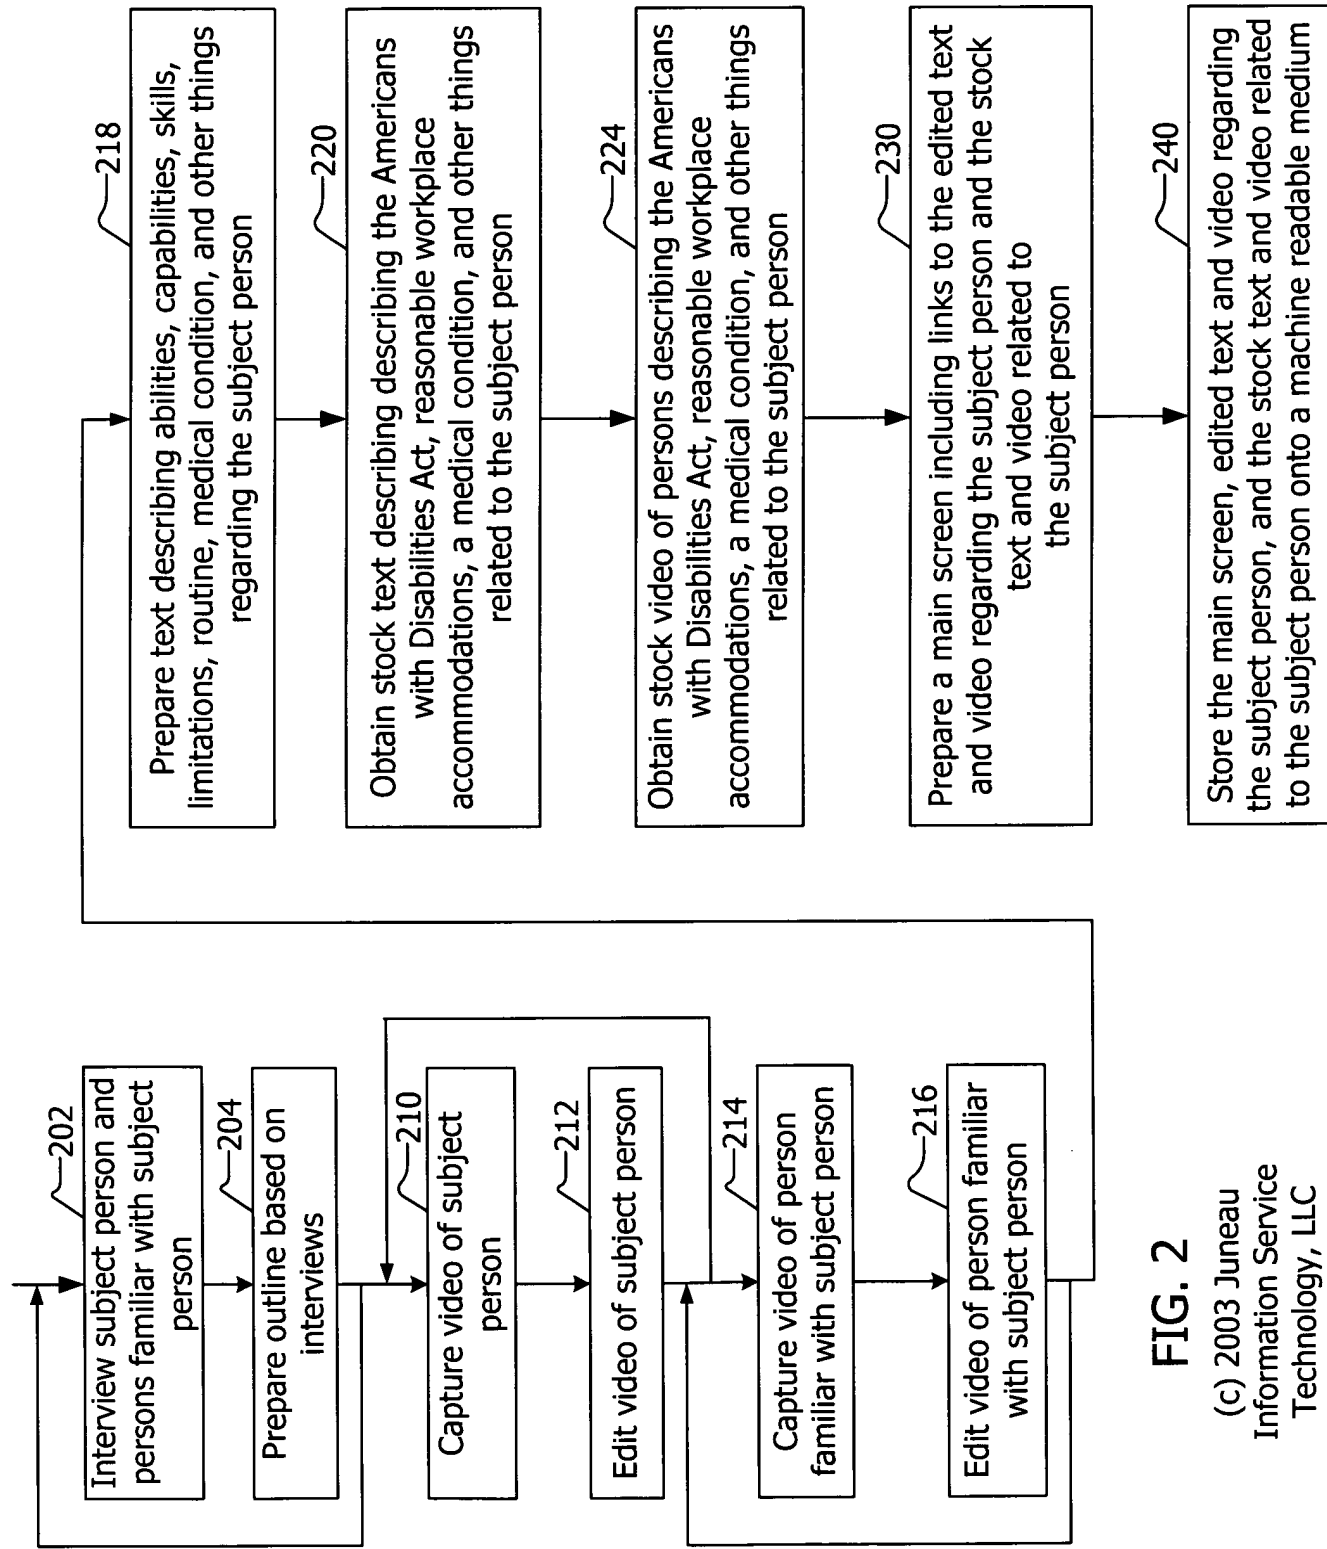 202
Interview subject person and
persons familiar with subject
person
204
Prepare outline based on
interviews
210
Capture video of subject
person
212
Edit video of subject person
214
Capture video of person
familiar with subject person
216
Edit video of person familiar
with subject person
218
Prepare text describing abilities, capabilities, skills,
limitations, routine, medical condition, and other things
regarding the subject person
220
Obtain stock text describing the Americans
with Disabilities Act, reasonable workplace
accommodations, a medical condition, and other things
related to the subject person
224
Obtain stock video of persons describing the Americans
with Disabilities Act, reasonable workplace
accommodations, a medical condition, and other things
related to the subject person
230
Prepare a main screen including links to the edited text
and video regarding the subject person and the stock
text and video related to
the subject person
240
Store the main screen, edited text and video regarding
the subject person, and the stock text and video related
to the subject person onto a machine readable medium
FIG. 2
(c) 2003 Juneau
Information Service
Technology, LLC